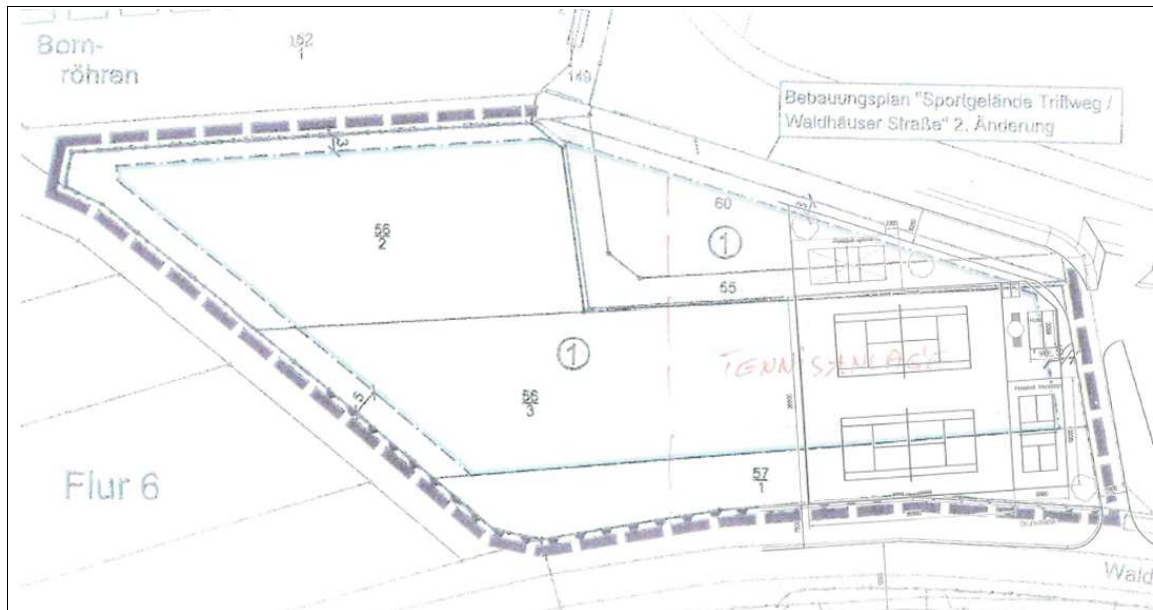 Born-
röhren
152
1
149
Bebauungsplan "Sportgelände Triftweg /
Waldhäuser Straße" 2. Änderung
3
56
2
60
3
1
55
1
TENNISANLAGE
56
3
5
57
1
Flur 6
Wald